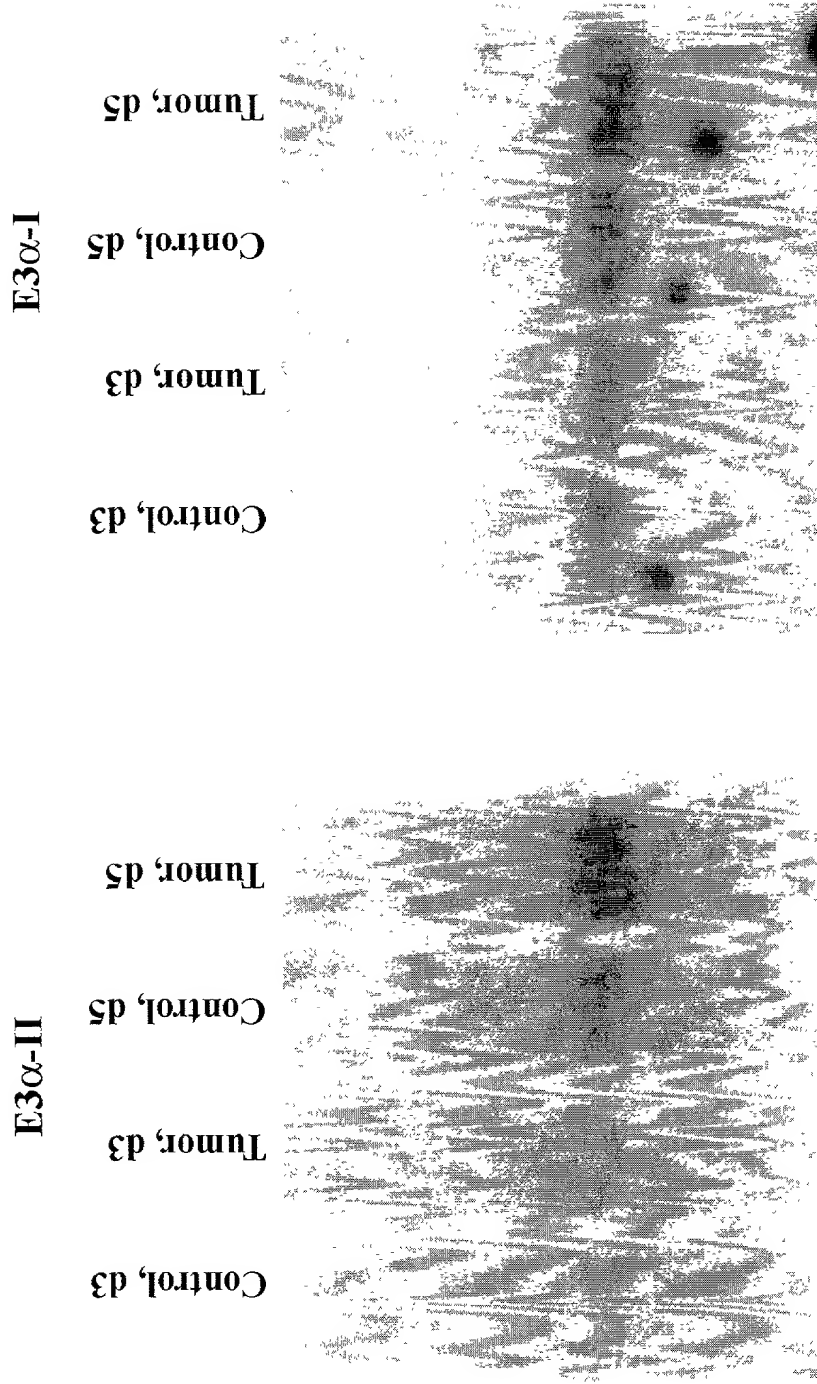 E3α-I
Tumor, d5
Control, d5
Tumor, d3
Control, d3
E3α-II
Tumor, d5
Control, d5
Tumor, d3
Control, d3